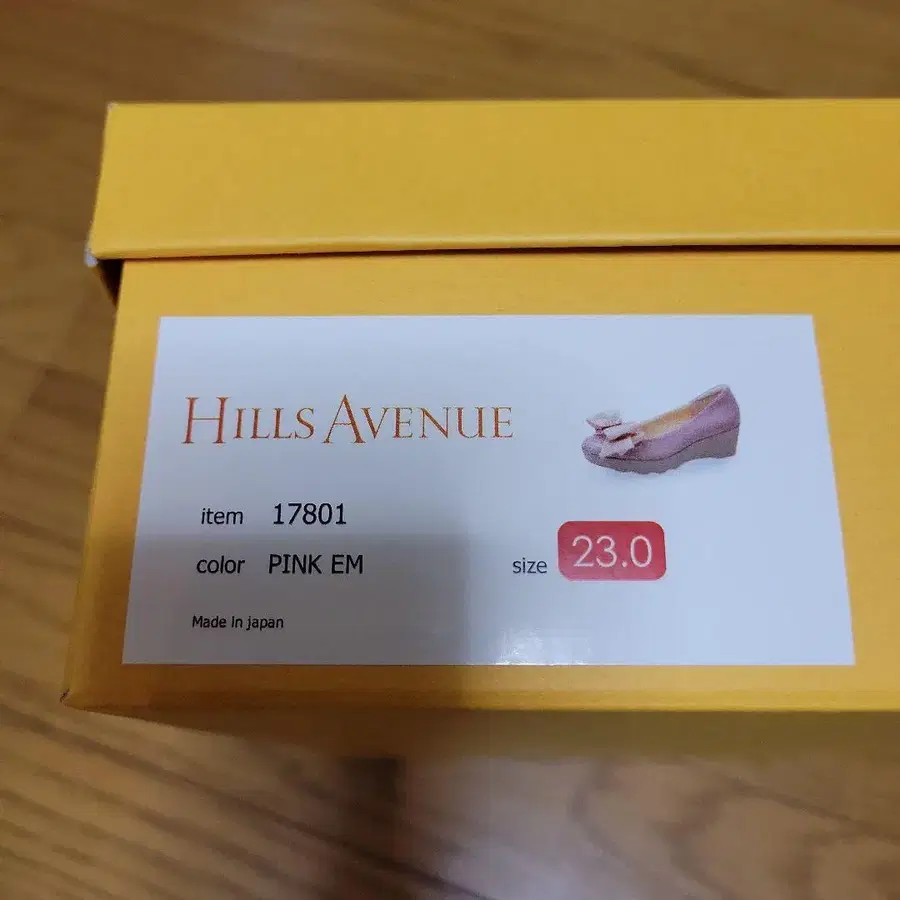 HILLS AVENUE
item 17801
color PINK EM
size 23.0
Made in japan